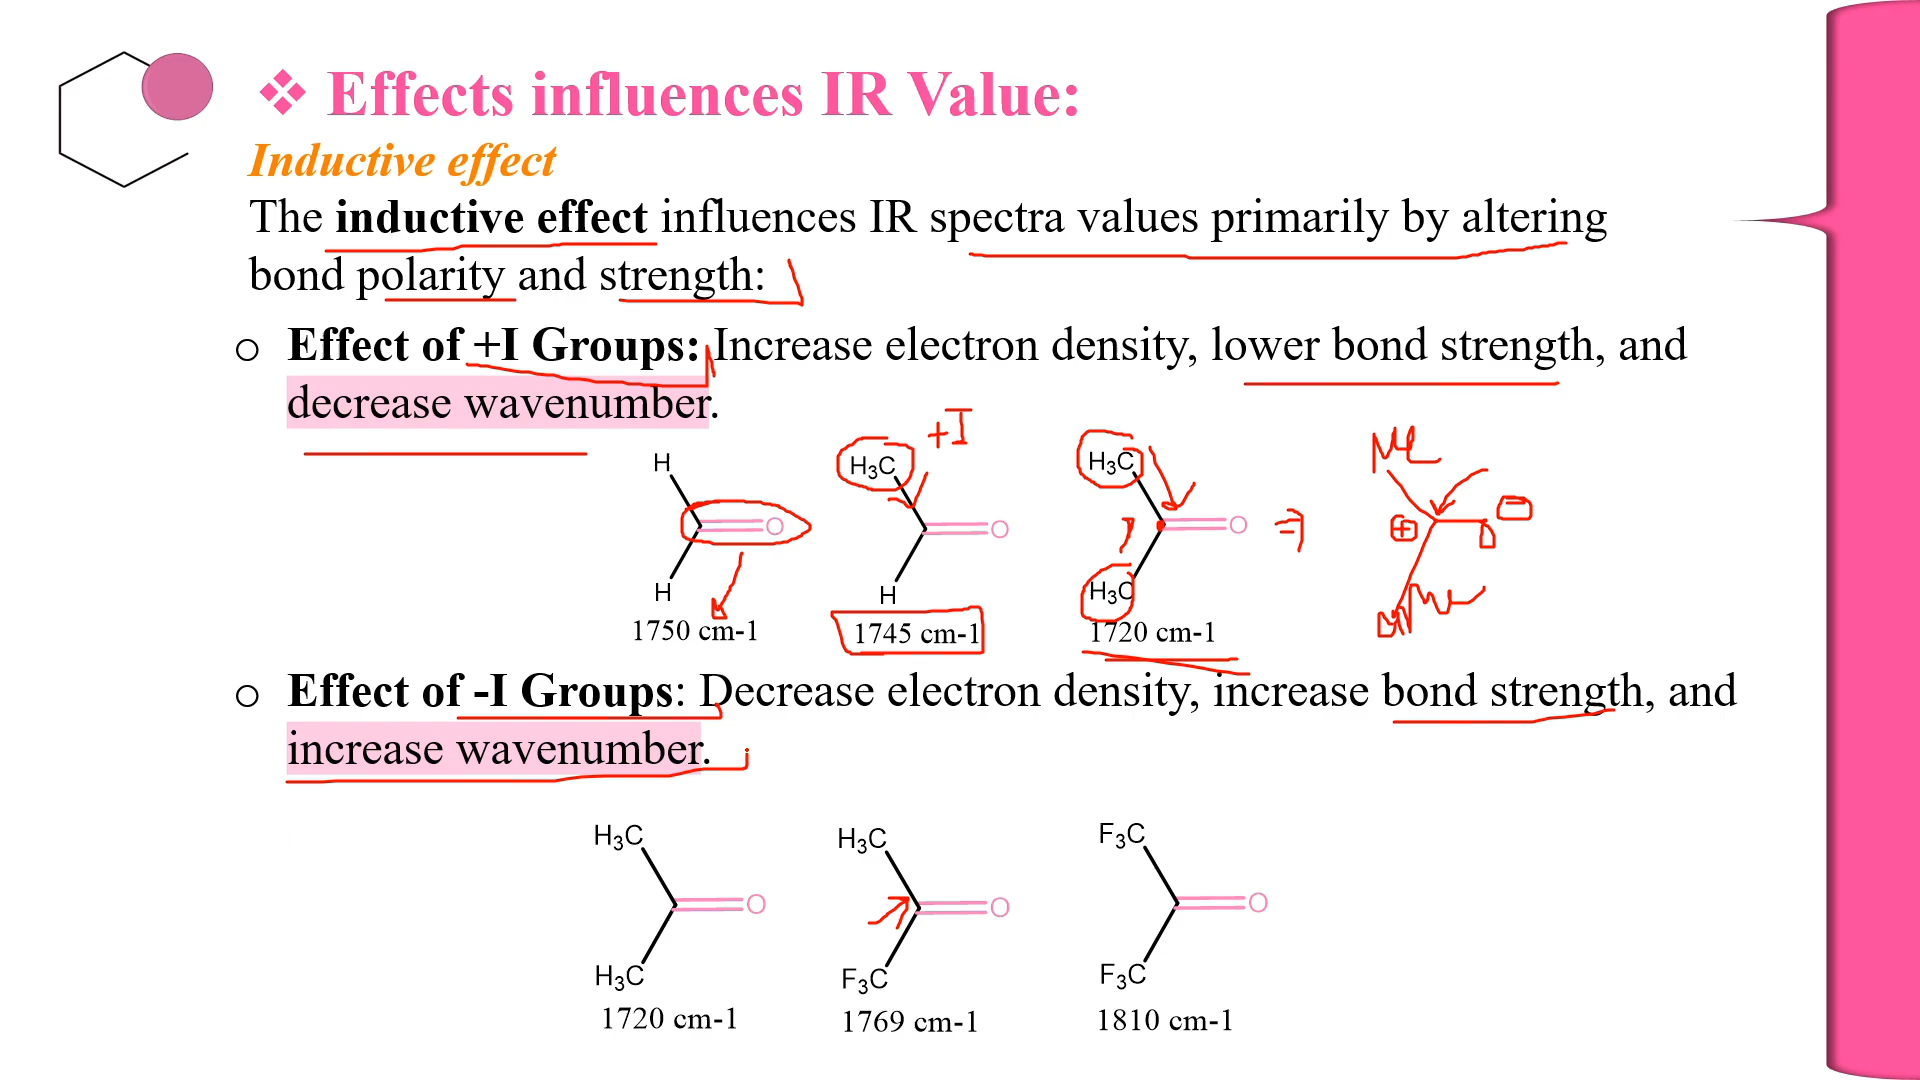 ❖ Effects influences IR Value:
Inductive effect
The inductive effect influences IR spectra values primarily by altering
bond polarity and strength:
o Effect of +I Groups: Increase electron density, lower bond strength, and
decrease wavenumber.
+I
H H₃C H₃C Me
O O O ⇒ + O −
H H H₃C Me
1750 cm-1 1745 cm-1 1720 cm-1
o Effect of -I Groups: Decrease electron density, increase bond strength, and
increase wavenumber.
H₃C H₃C F₃C
O O O
H₃C F₃C F₃C
1720 cm-1 1769 cm-1 1810 cm-1